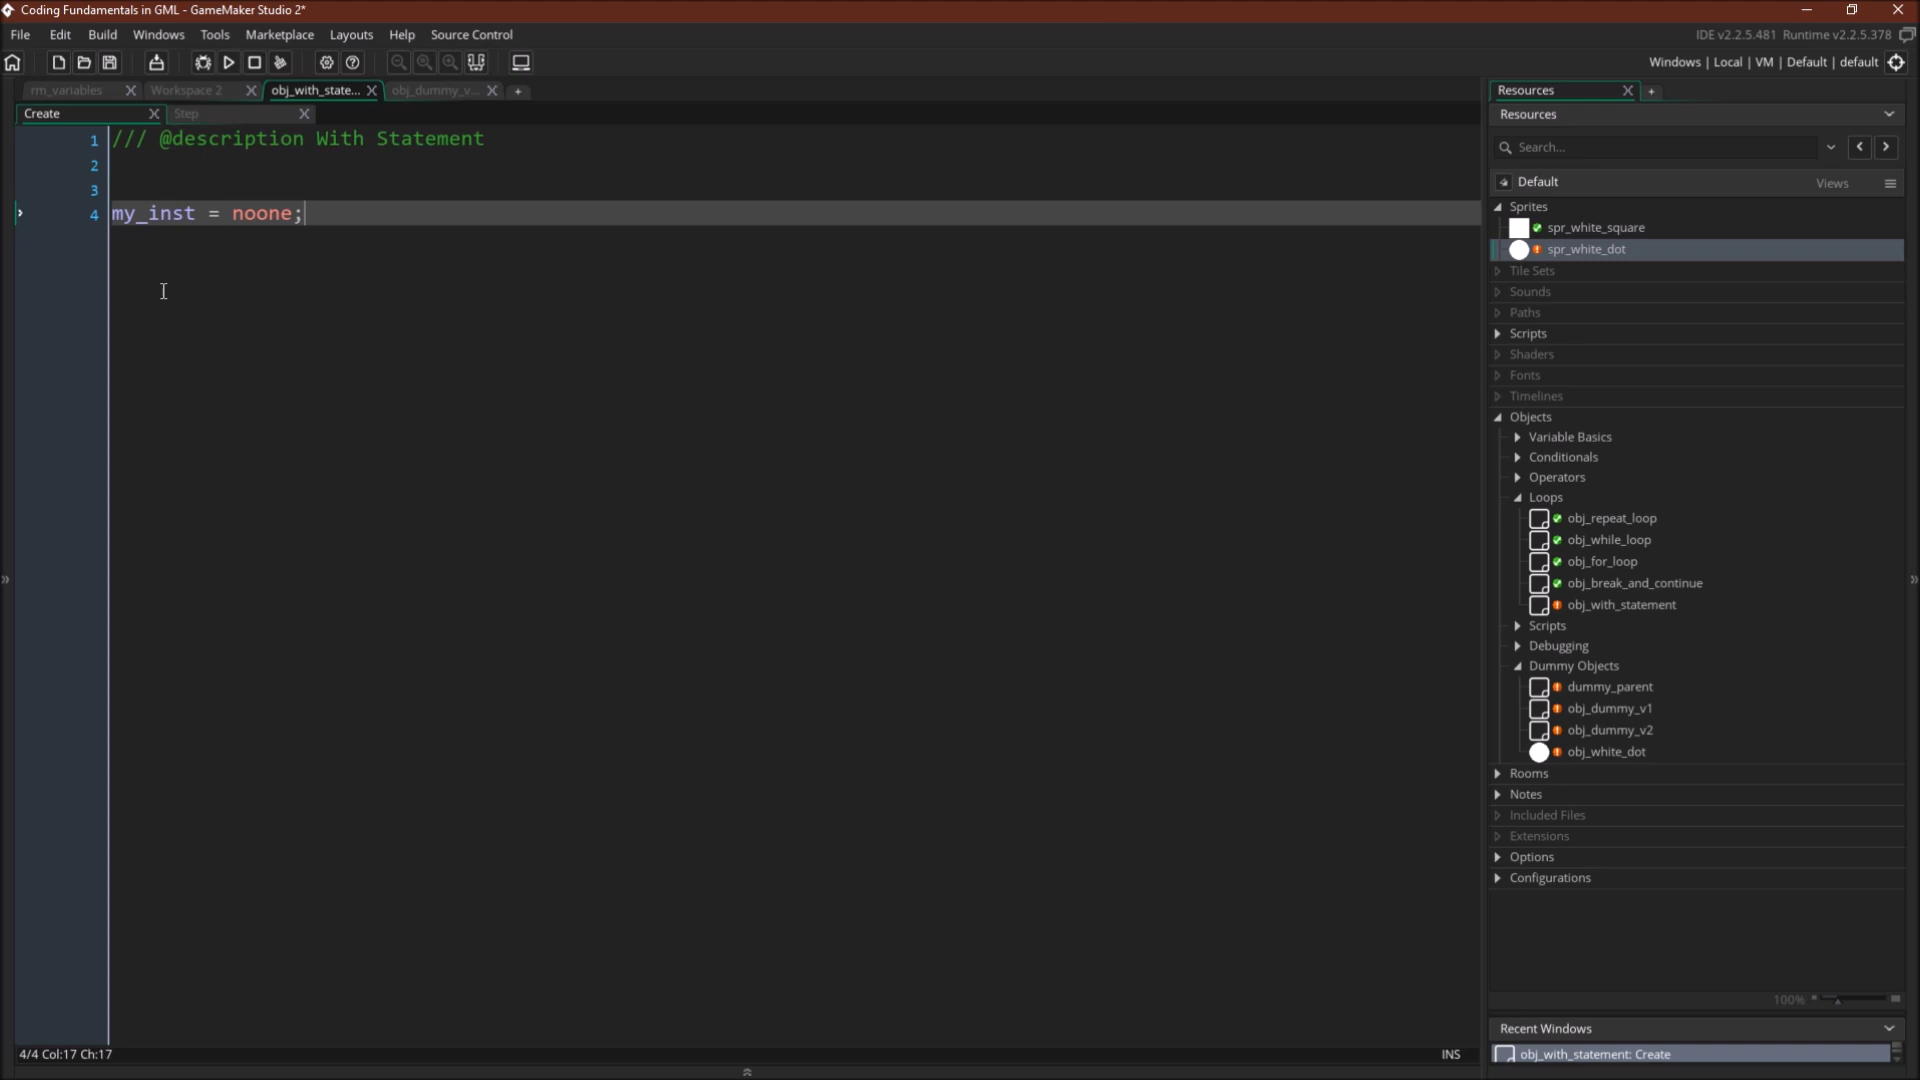 Coding Fundamentals in GML - GameMaker Studio 2*
File Edit Build Windows Tools Marketplace Layouts Help Source Control
IDE v2.2.5.481 Runtime v2.2.5.378
Windows | Local | VM | Default | default
rm_variables Workspace 2 obj_with_state... obj_dummy_v... +
Create Step
1 /// @description With Statement
2
3
4 my_inst = noone;
4/4 Col:17 Ch:17
INS
Resources +
Resources
Search...
Default Views
Sprites
spr_white_square
spr_white_dot
Tile Sets
Sounds
Paths
Scripts
Shaders
Fonts
Timelines
Objects
Variable Basics
Conditionals
Operators
Loops
obj_repeat_loop
obj_while_loop
obj_for_loop
obj_break_and_continue
obj_with_statement
Scripts
Debugging
Dummy Objects
dummy_parent
obj_dummy_v1
obj_dummy_v2
obj_white_dot
Rooms
Notes
Included Files
Extensions
Options
Configurations
100%
Recent Windows
obj_with_statement: Create